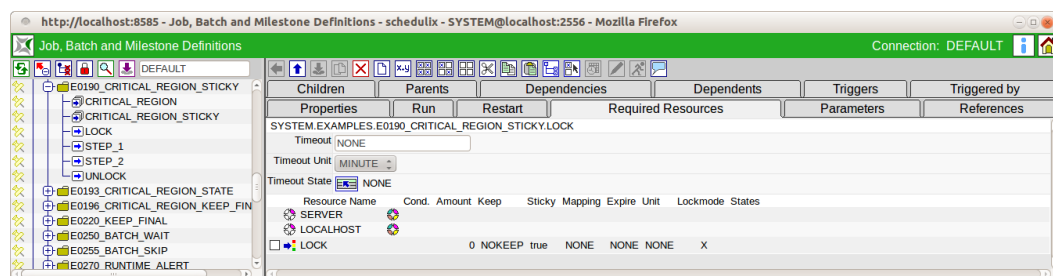 http://localhost:8585 - Job, Batch and Milestone Definitions - schedulix - SYSTEM@localhost:2556 - Mozilla Firefox
Job, Batch and Milestone Definitions Connection: DEFAULT
DEFAULT
E0190_CRITICAL_REGION_STICKY
CRITICAL_REGION
CRITICAL_REGION_STICKY
LOCK
STEP_1
STEP_2
UNLOCK
E0193_CRITICAL_REGION_STATE
E0196_CRITICAL_REGION_KEEP_FIN
E0220_KEEP_FINAL
E0250_BATCH_WAIT
E0255_BATCH_SKIP
E0270_RUNTIME_ALERT
Children Parents Dependencies Dependents Triggers Triggered by
Properties Run Restart Required Resources Parameters References
SYSTEM.EXAMPLES.E0190_CRITICAL_REGION_STICKY.LOCK
Timeout NONE
Timeout Unit MINUTE
Timeout State NONE
Resource Name Cond. Amount Keep Sticky Mapping Expire Unit Lockmode States
SERVER
LOCALHOST
LOCK 0 NOKEEP true NONE NONE NONE X